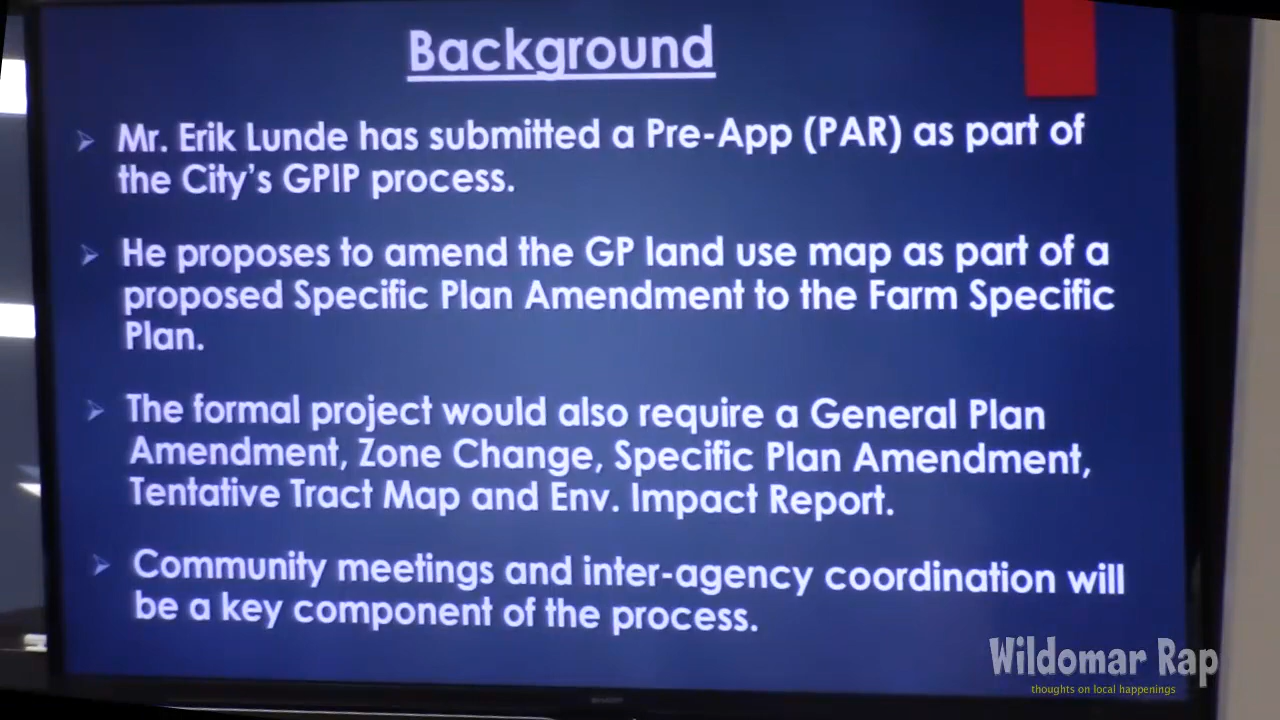 Background
➢ Mr. Erik Lunde has submitted a Pre-App (PAR) as part of
the City's GPIP process.
➢ He proposes to amend the GP land use map as part of a
proposed Specific Plan Amendment to the Farm Specific
Plan.
➢ The formal project would also require a General Plan
Amendment, Zone Change, Specific Plan Amendment,
Tentative Tract Map and Env. Impact Report.
➢ Community meetings and inter-agency coordination will
be a key component of the process.
Wildomar Rap
thoughts on local happenings